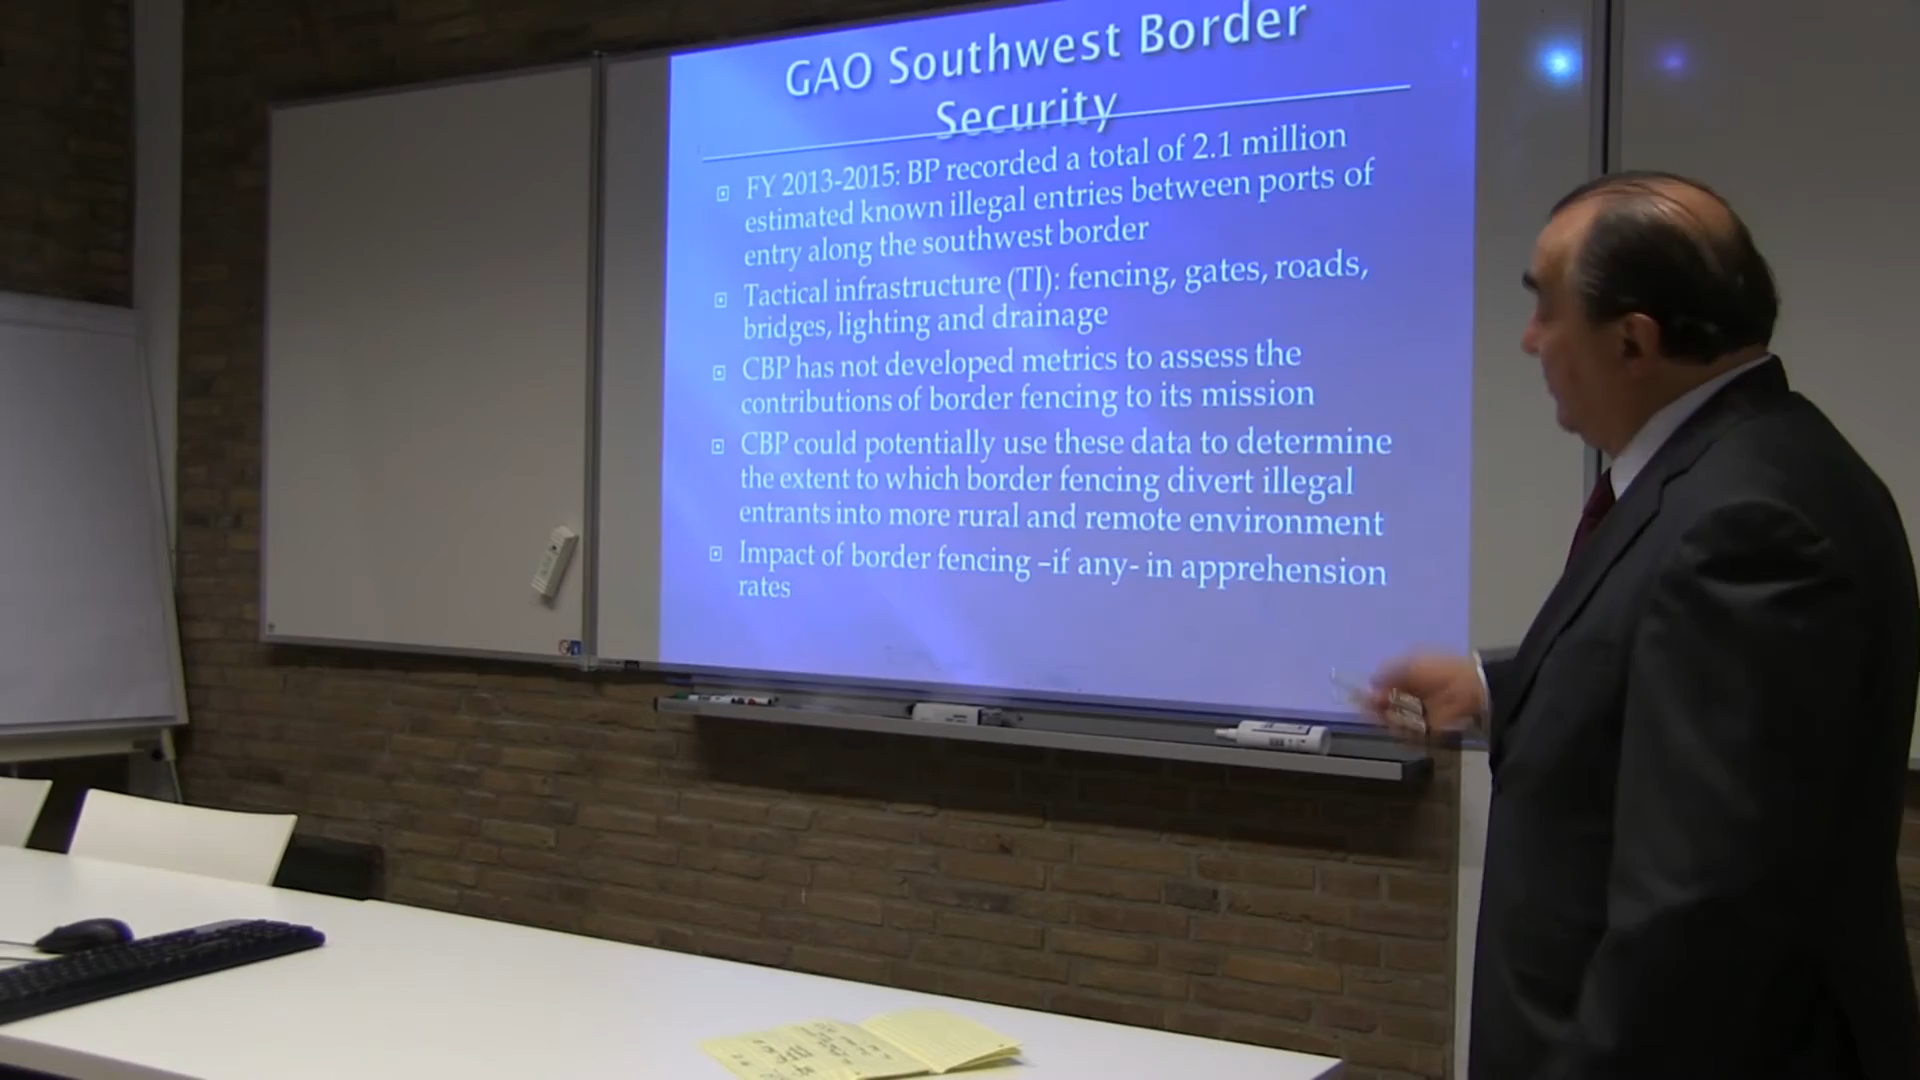 GAO Southwest Border
Security
FY 2013-2015: BP recorded a total of 2.1 million
estimated known illegal entries between ports of
entry along the southwest border
Tactical infrastructure (TI): fencing, gates, roads,
bridges, lighting and drainage
CBP has not developed metrics to assess the
contributions of border fencing to its mission
CBP could potentially use these data to determine
the extent to which border fencing divert illegal
entrants into more rural and remote environment
Impact of border fencing –if any- in apprehension
rates